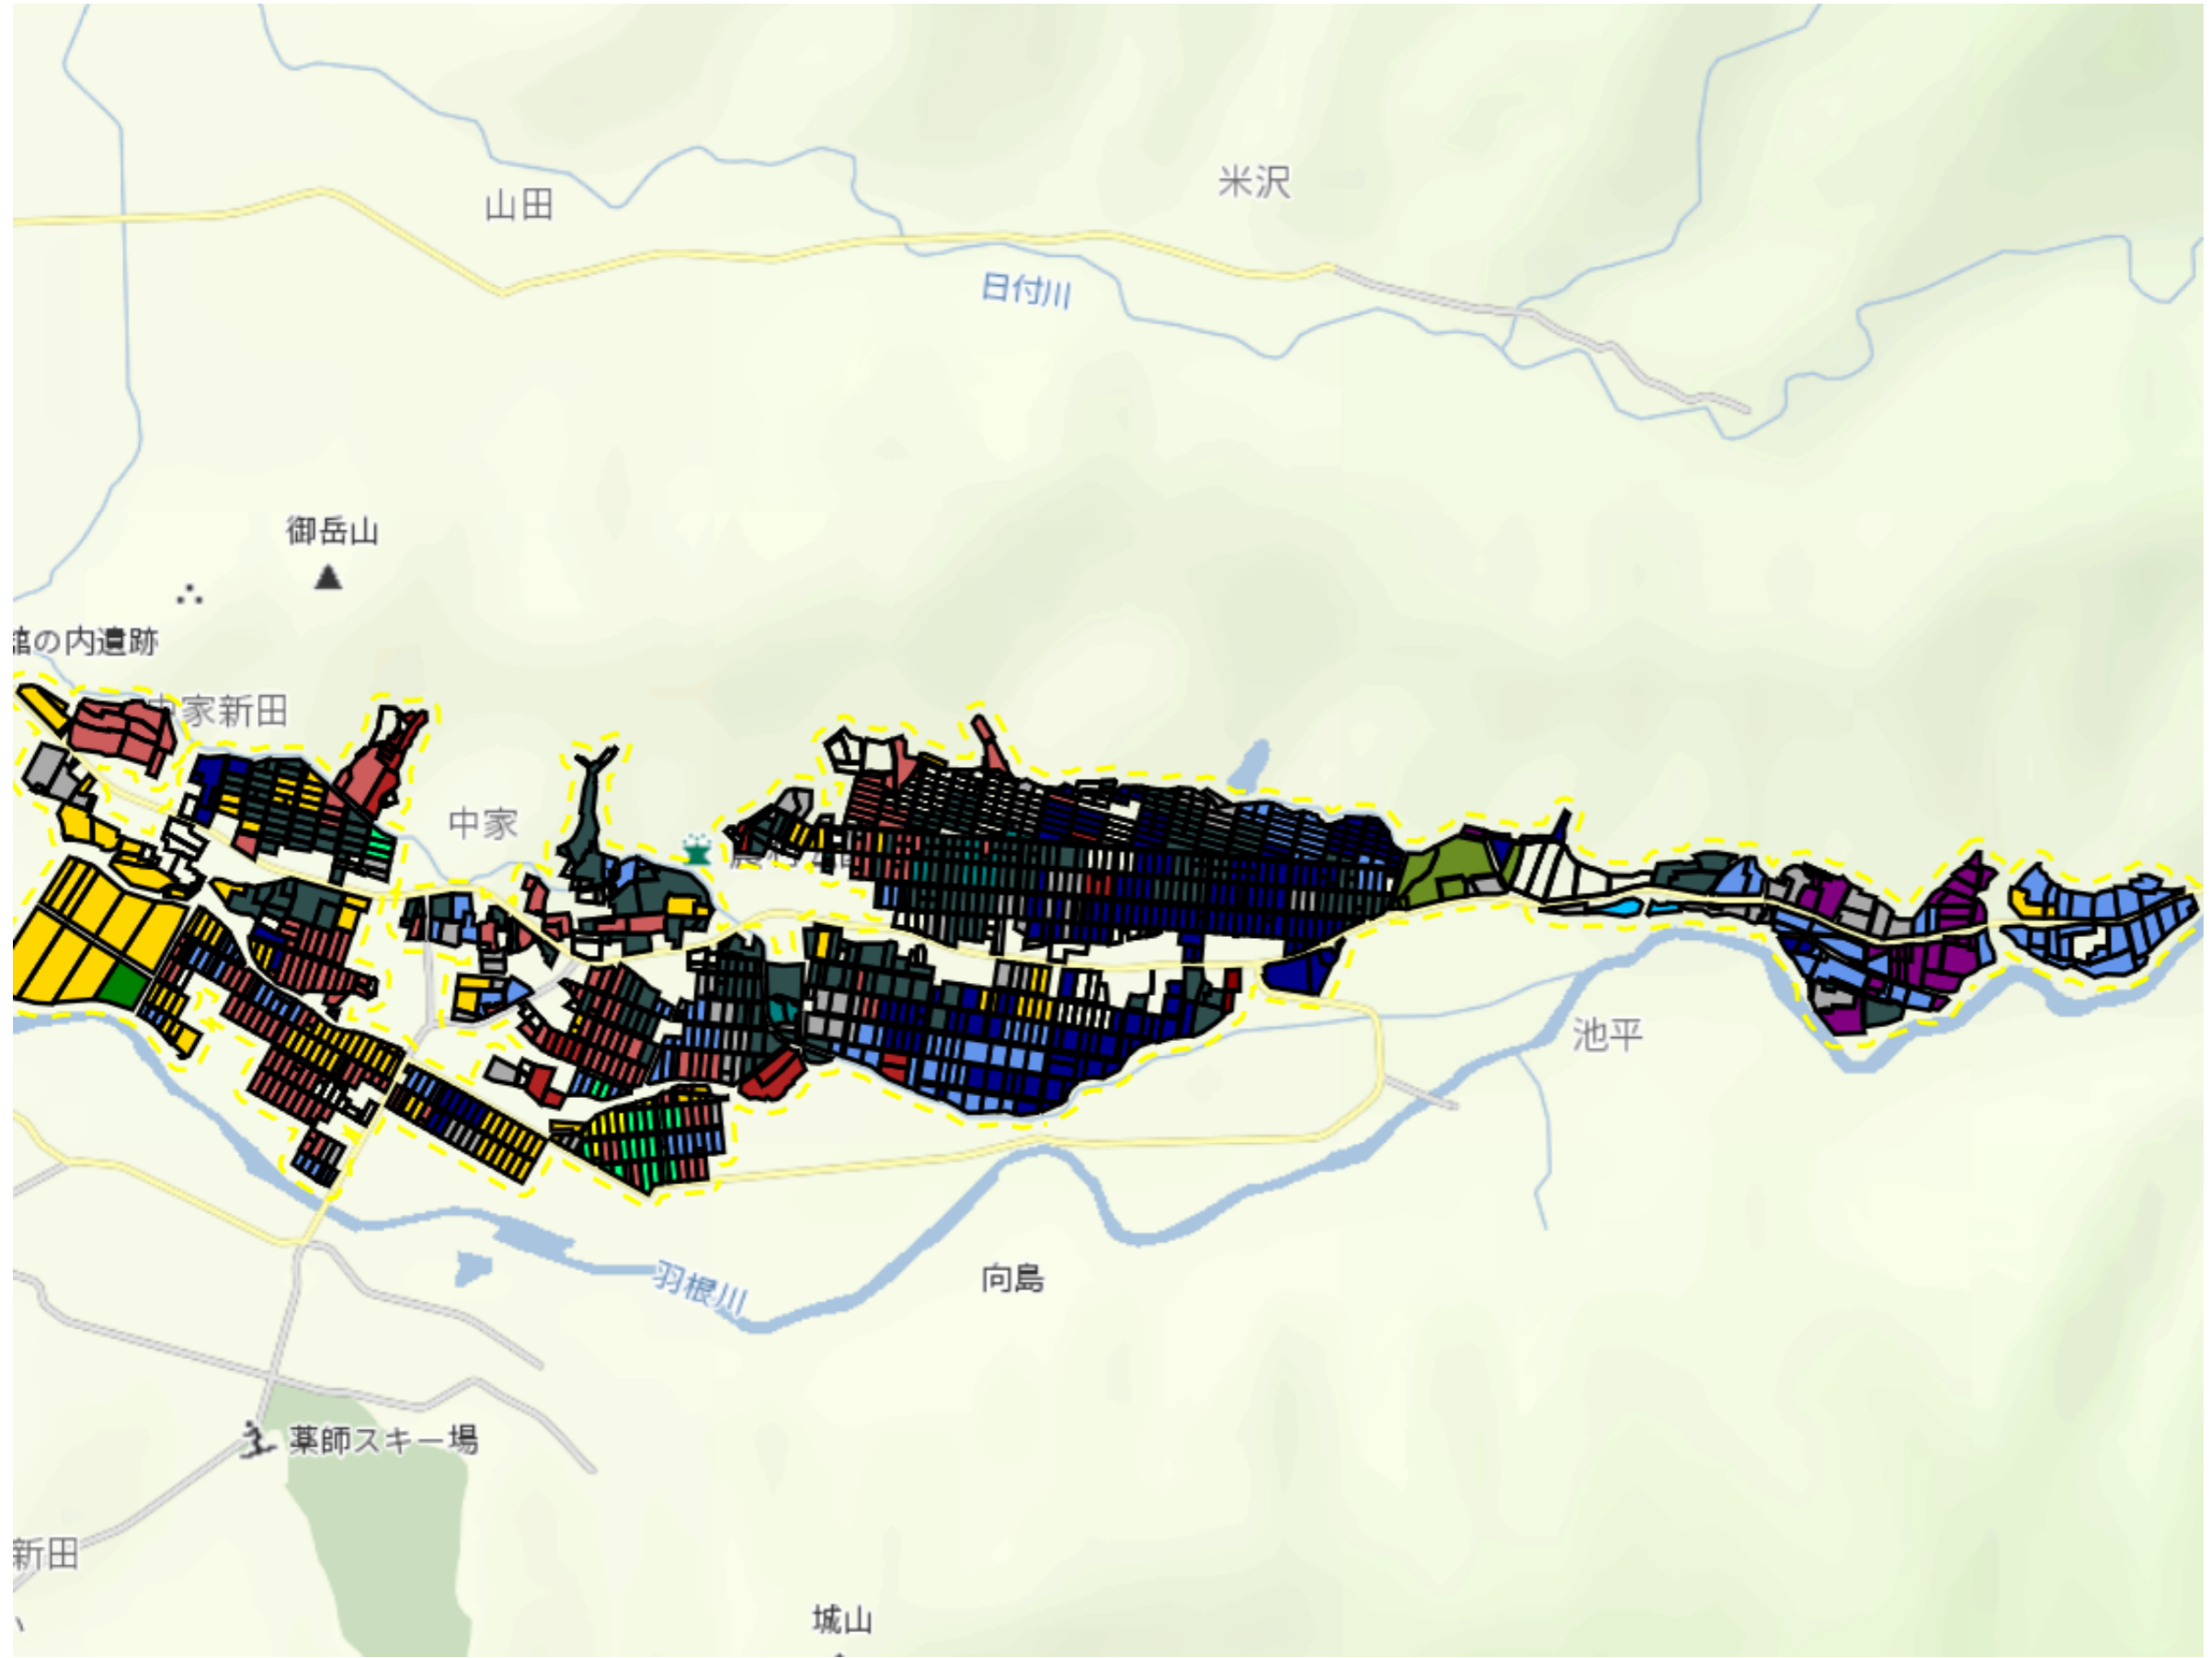 米沢
山田
日付川
御岳山
の内遺跡
中家新田
中家
池平
向島
羽根川
薬師スキー場
新田
城山